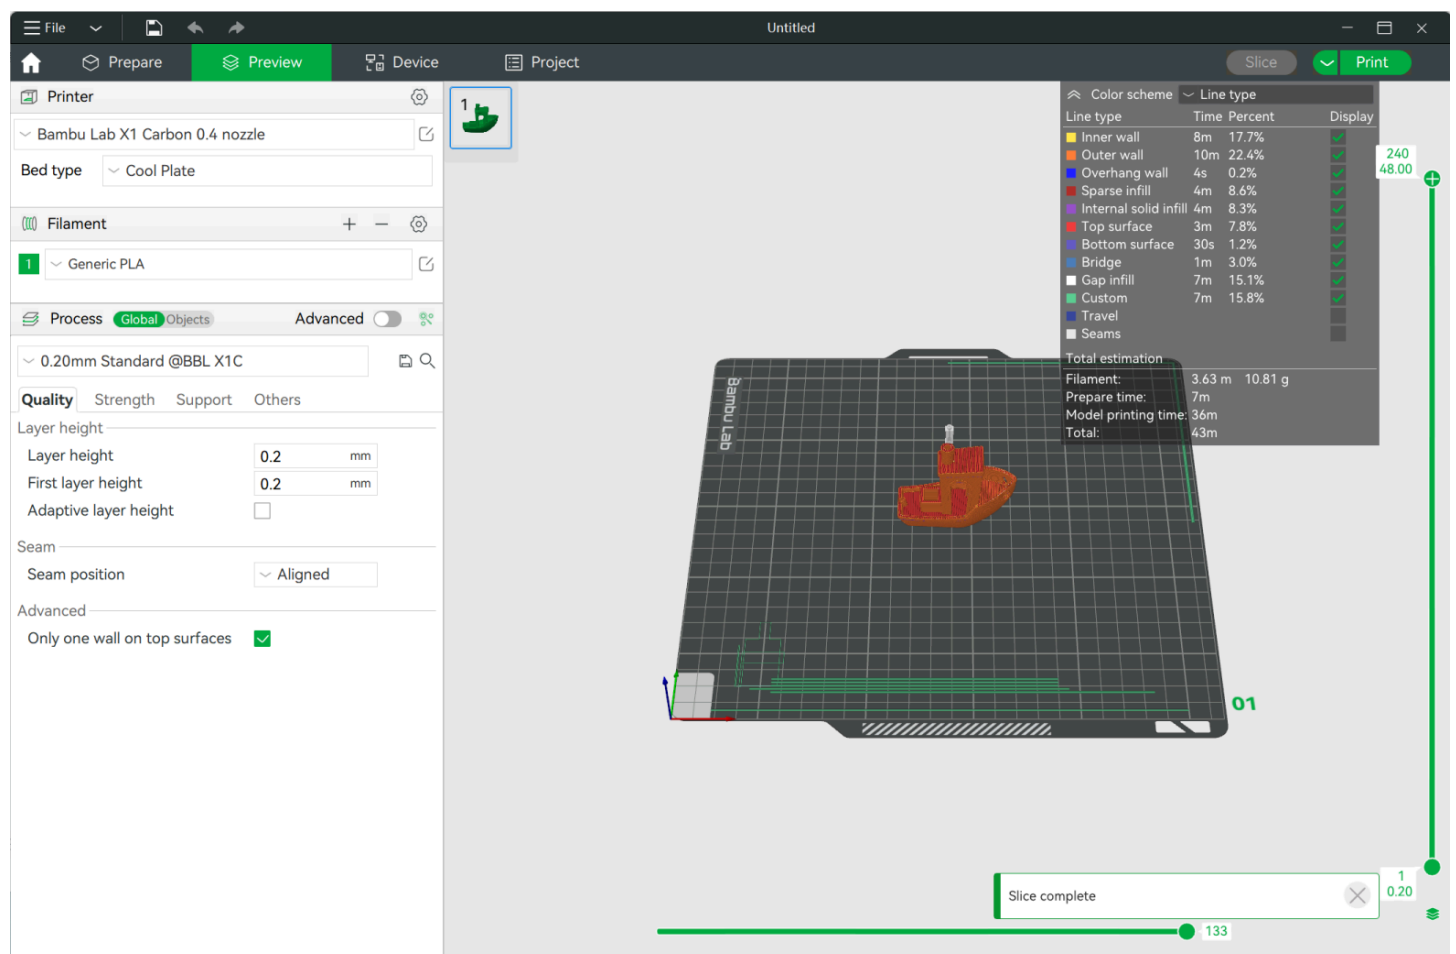 File
Untitled
Prepare
Preview
Device
Project
Slice
Print
Printer
Bambu Lab X1 Carbon 0.4 nozzle
Bed type
Cool Plate
Filament
1
Generic PLA
Process
Global
Objects
Advanced
0.20mm Standard @BBL X1C
Quality
Strength
Support
Others
Layer height
Layer height 0.2 mm
First layer height 0.2 mm
Adaptive layer height
Seam
Seam position Aligned
Advanced
Only one wall on top surfaces
1
Color scheme Line type
Line type Time Percent Display
Inner wall 8m 17.7%
Outer wall 10m 22.4%
Overhang wall 4s 0.2%
Sparse infill 4m 8.6%
Internal solid infill 4m 8.3%
Top surface 3m 7.8%
Bottom surface 30s 1.2%
Bridge 1m 3.0%
Gap infill 7m 15.1%
Custom 7m 15.8%
Travel
Seams
Total estimation
Filament: 3.63 m 10.81 g
Prepare time: 7m
Model printing time: 36m
Total: 43m
240
48.00
Bambu Lab
01
Slice complete
1
0.20
133